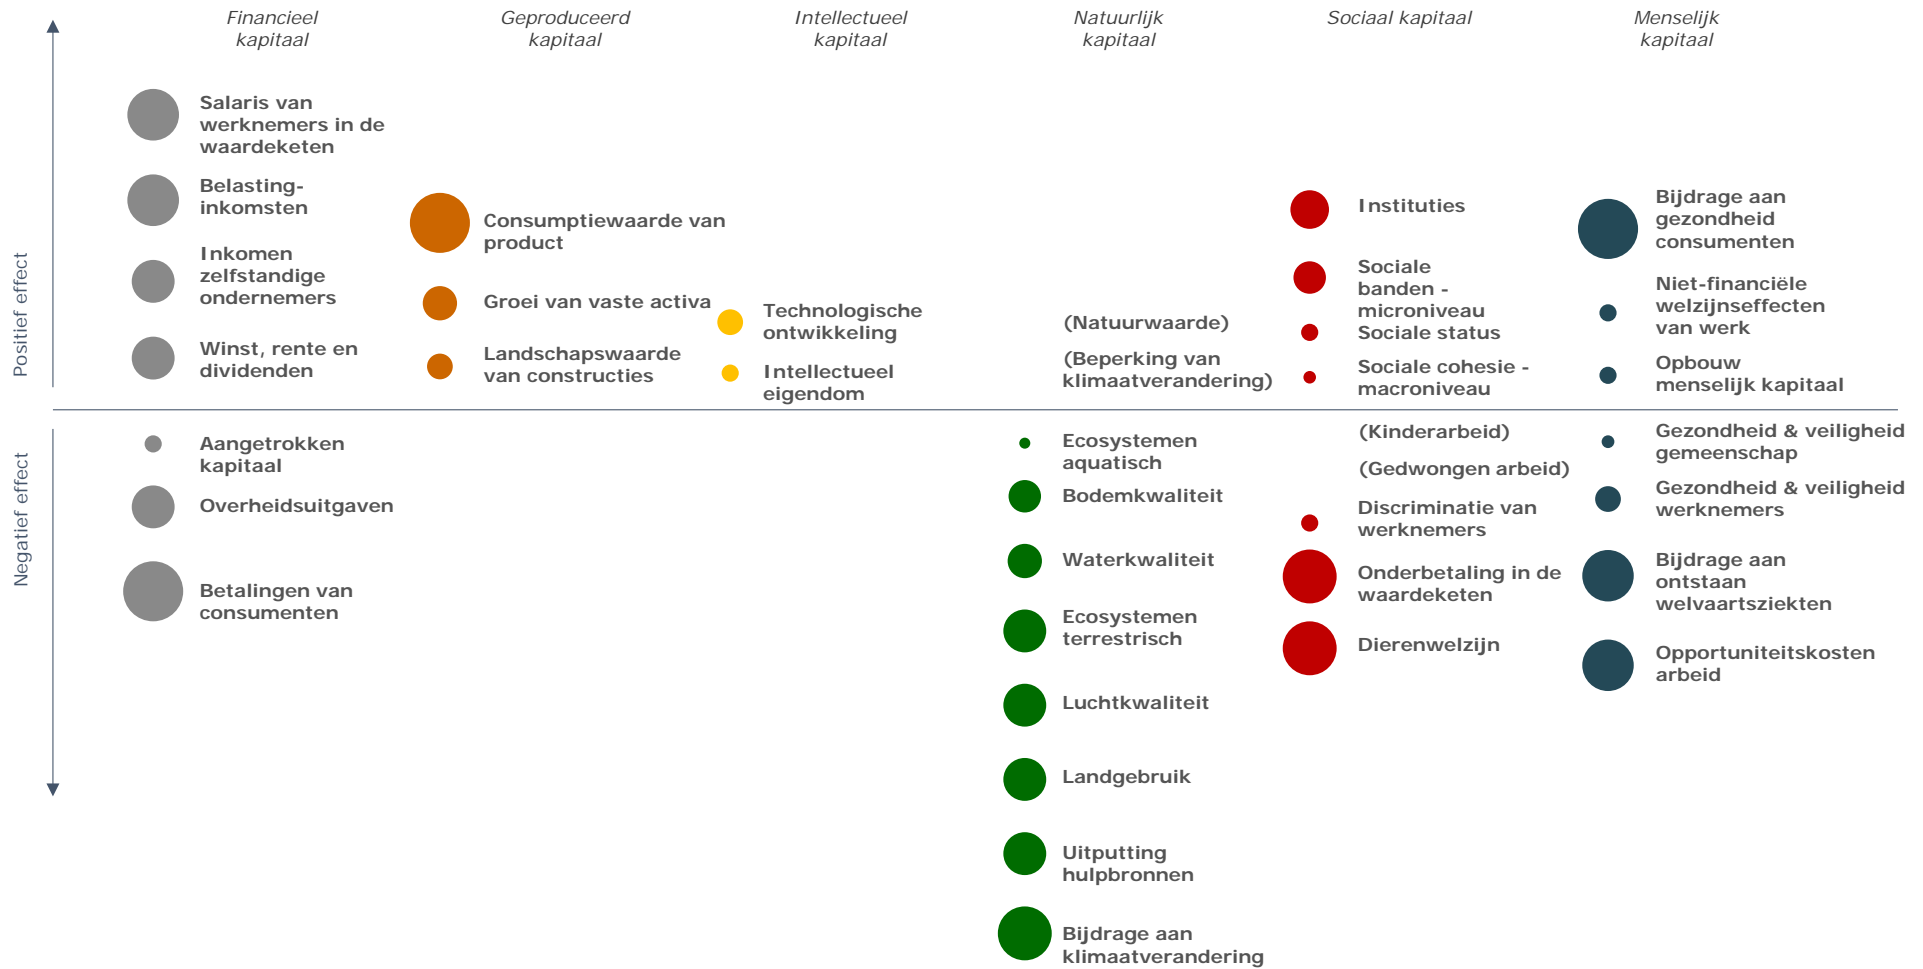 Financieel
kapitaal
Geproduceerd
kapitaal
Intellectueel
kapitaal
Natuurlijk
kapitaal
Sociaal kapitaal
Menselijk
kapitaal
Positief effect
Salaris van
werknemers in de
waardeketen
Belasting-
inkomsten
Inkomen
zelfstandige
ondernemers
Winst, rente en
dividenden
Consumptiewaarde van
product
Groei van vaste activa
Landschapswaarde
van constructies
Technologische
ontwikkeling
Intellectueel
eigendom
(Natuurwaarde)
(Beperking van
klimaatverandering)
Instituties
Sociale
banden -
microniveau
Sociale status
Sociale cohesie -
macroniveau
Bijdrage aan
gezondheid
consumenten
Niet-financiële
welzijnseffecten
van werk
Opbouw
menselijk kapitaal
Negatief effect
Aangetrokken
kapitaal
Overheidsuitgaven
Betalingen van
consumenten
Ecosystemen
aquatisch
Bodemkwaliteit
Waterkwaliteit
Ecosystemen
terrestrisch
Luchtkwaliteit
Landgebruik
Uitputting
hulpbronnen
Bijdrage aan
klimaatverandering
(Kinderarbeid)
(Gedwongen arbeid)
Discriminatie van
werknemers
Onderbetaling in de
waardeketen
Dierenwelzijn
Gezondheid & veiligheid
gemeenschap
Gezondheid & veiligheid
werknemers
Bijdrage aan
ontstaan
welvaartsziekten
Opportuniteitskosten
arbeid